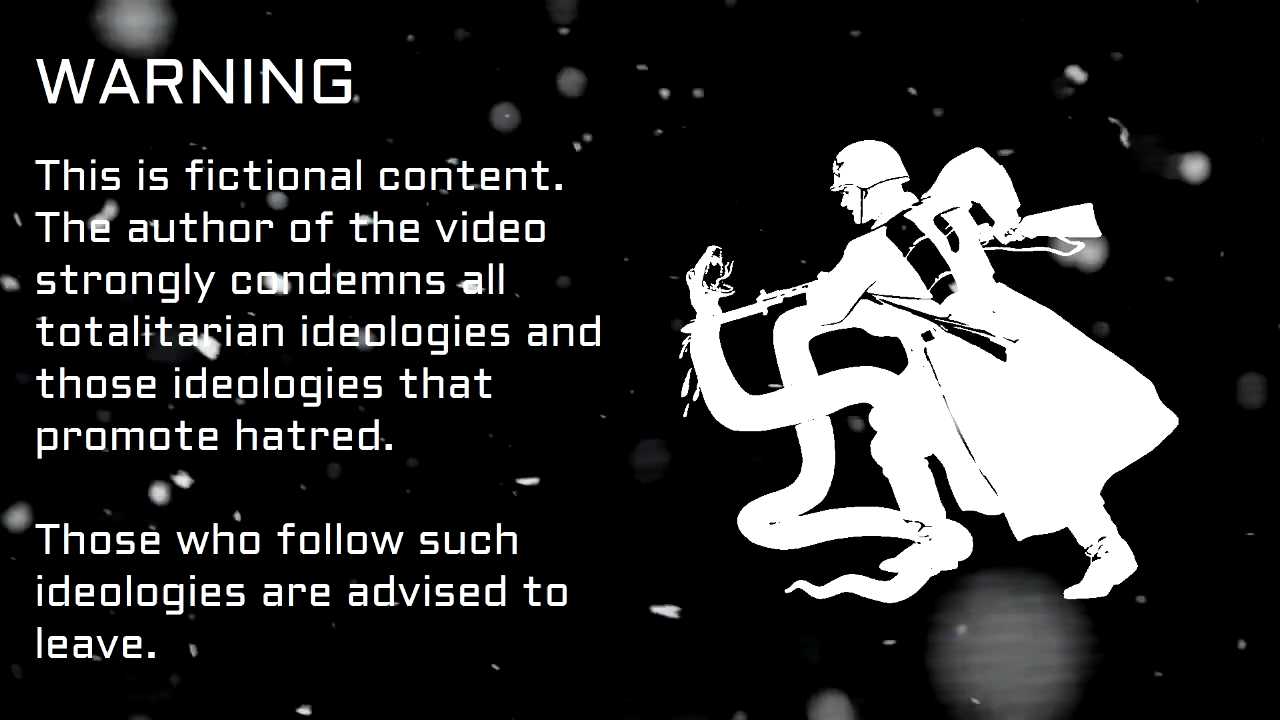 WARNING
This is fictional content.
The author of the video
strongly condemns all
totalitarian ideologies and
those ideologies that
promote hatred.
Those who follow such
ideologies are advised to
leave.